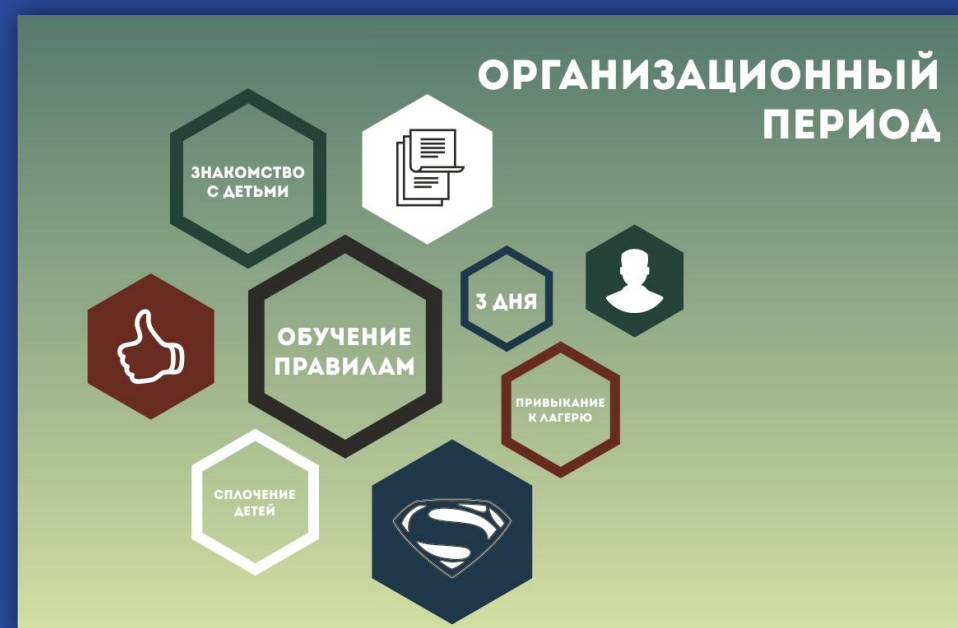 ОРГАНИЗАЦИОННЫЙ
ПЕРИОД
ЗНАКОМСТВО
С ДЕТЬМИ
3 ДНЯ
ОБУЧЕНИЕ
ПРАВИЛАМ
ПРИВЫКАНИЕ
К ЛАГЕРЮ
СПЛОЧЕНИЕ
ДЕТЕЙ